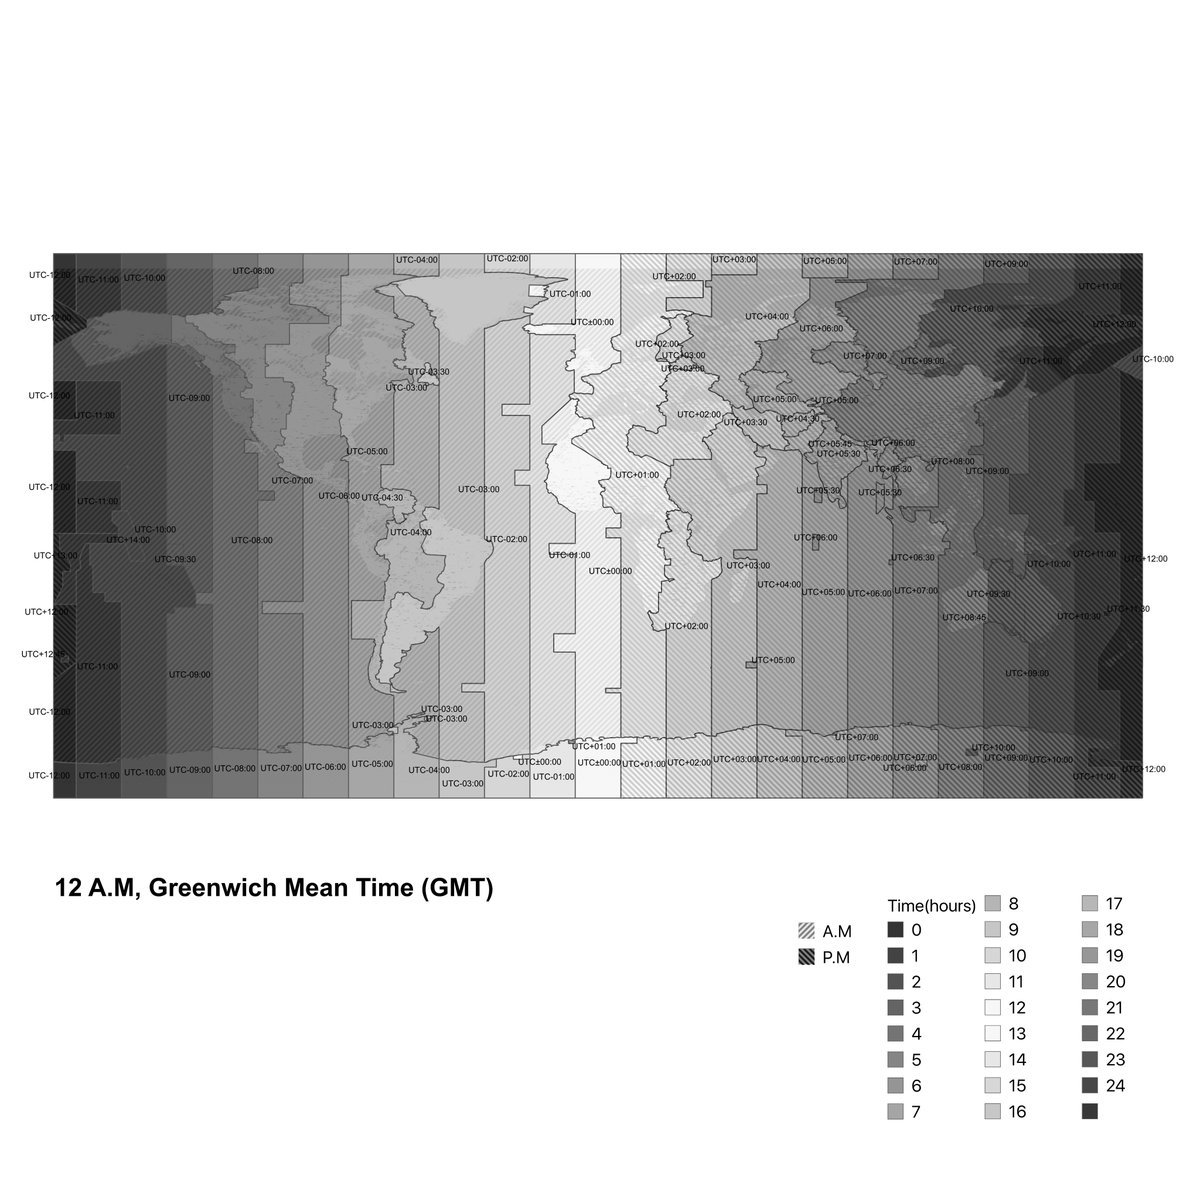 UTC-04:00
UTC-02:00
UTC+03:00
UTC+05:00
UTC+07:00
UTC+09:00
UTC-12:00
UTC-11:00
UTC-10:00
UTC-08:00
UTC+02:00
UTC+11:00
UTC-01:00
UTC+10:00
UTC-12:00
UTC±00:00
UTC+04:00
UTC+06:00
UTC+12:00
UTC+02:00
UTC+03:00
UTC+07:00
UTC+09:00
UTC+11:00
UTC-10:00
UTC-03:30
UTC+03:00
UTC-03:00
UTC-12:00
UTC-09:00
UTC+05:00
UTC+05:00
UTC-11:00
UTC+02:00
UTC+03:30
UTC+04:30
UTC-05:00
UTC+05:45
UTC+06:00
UTC+05:30
UTC+08:00
UTC+09:00
UTC+06:30
UTC-07:00
UTC+01:00
UTC-12:00
UTC-11:00
UTC-06:00
UTC-04:30
UTC-03:00
UTC+05:30
UTC+05:30
UTC-10:00
UTC-04:00
UTC+14:00
UTC-08:00
UTC-02:00
UTC+06:00
UTC+13:00
UTC-09:30
UTC-01:00
UTC+06:30
UTC+11:00
UTC+12:00
UTC±00:00
UTC+03:00
UTC+10:00
UTC+04:00
UTC+05:00
UTC+06:00
UTC+07:00
UTC+09:30
UTC+12:00
UTC+08:45
UTC+10:30
UTC+11:30
UTC+02:00
UTC+12:45
UTC-11:00
UTC-09:00
UTC+05:00
UTC+09:00
UTC-12:00
UTC-03:00
UTC-03:00
UTC-03:00
UTC+07:00
UTC+01:00
UTC+10:00
UTC±00:00
UTC-12:00
UTC-11:00
UTC-10:00
UTC-09:00
UTC-08:00
UTC-07:00
UTC-06:00
UTC-05:00
UTC-04:00
UTC-03:00
UTC-02:00
UTC-01:00
UTC±00:00
UTC+01:00
UTC+02:00
UTC+03:00
UTC+04:00
UTC+05:00
UTC+06:00
UTC+07:00
UTC+08:00
UTC+09:00
UTC+10:00
UTC+11:00
UTC+12:00
12 A.M, Greenwich Mean Time (GMT)
A.M
P.M
Time(hours)
0
1
2
3
4
5
6
7
8
9
10
11
12
13
14
15
16
17
18
19
20
21
22
23
24